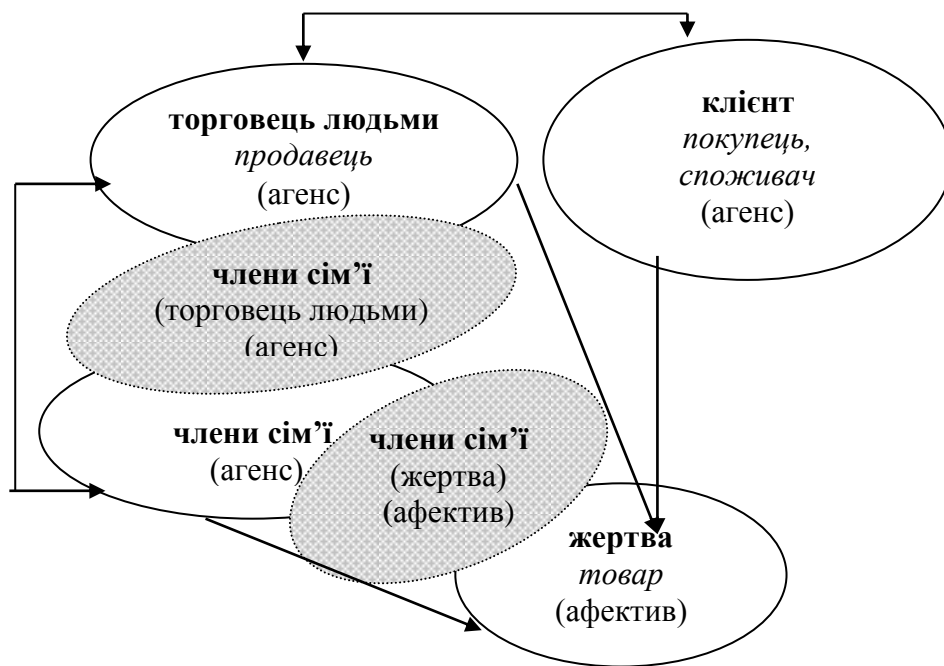 торговець людьми
продавець
(агенс)
клієнт
покупець,
споживач
(агенс)
члени сім’ї
(торговець людьми)
(агенс)
члени сім’ї
(агенс)
члени сім’ї
(жертва)
(афектив)
жертва
товар
(афектив)